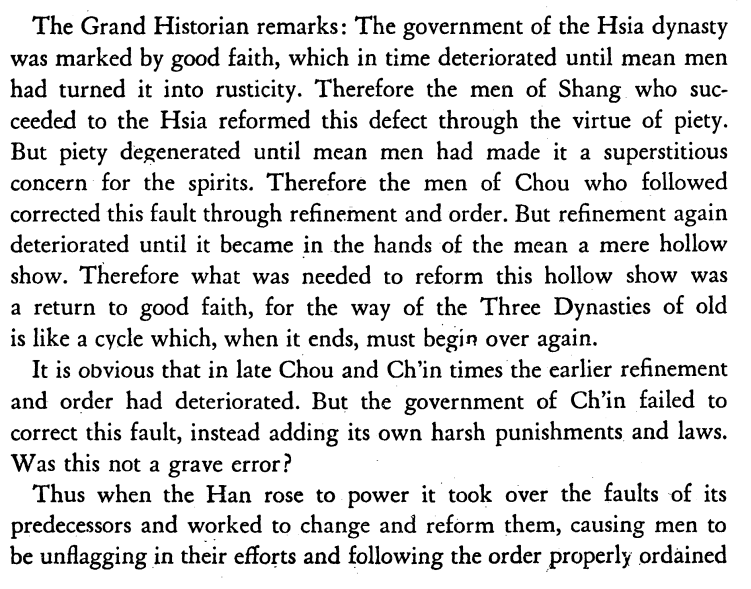 The Grand Historian remarks: The government of the Hsia dynasty
was marked by good faith, which in time deteriorated until mean men
had turned it into rusticity. Therefore the men of Shang who suc-
ceeded to the Hsia reformed this defect through the virtue of piety.
But piety degenerated until mean men had made it a superstitious
concern for the spirits. Therefore the men of Chou who followed
corrected this fault through refinement and order. But refinement again
deteriorated until it became in the hands of the mean a mere hollow
show. Therefore what was needed to reform this hollow show was
a return to good faith, for the way of the Three Dynasties of old
is like a cycle which, when it ends, must begin over again.
It is obvious that in late Chou and Ch'in times the earlier refinement
and order had deteriorated. But the government of Ch'in failed to
correct this fault, instead adding its own harsh punishments and laws.
Was this not a grave error?
Thus when the Han rose to power it took over the faults of its
predecessors and worked to change and reform them, causing men to
be unflagging in their efforts and following the order properly ordained